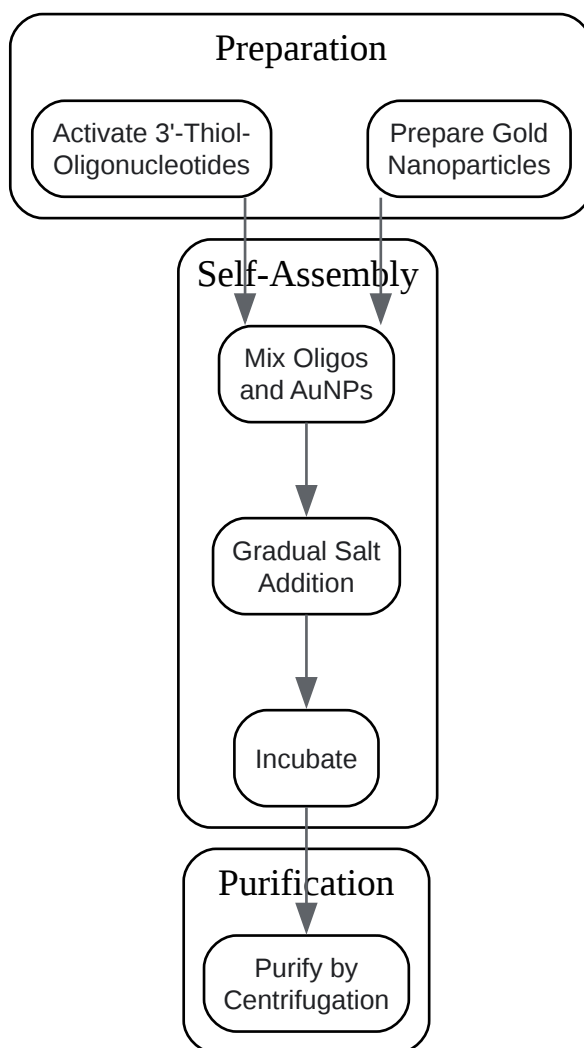 Preparation
Activate 3'-Thiol-
Oligonucleotides
Prepare Gold
Nanoparticles
Self-Assembly
Mix Oligos
and AuNPs
Gradual Salt
Addition
Incubate
Purification
Purify by
Centrifugation